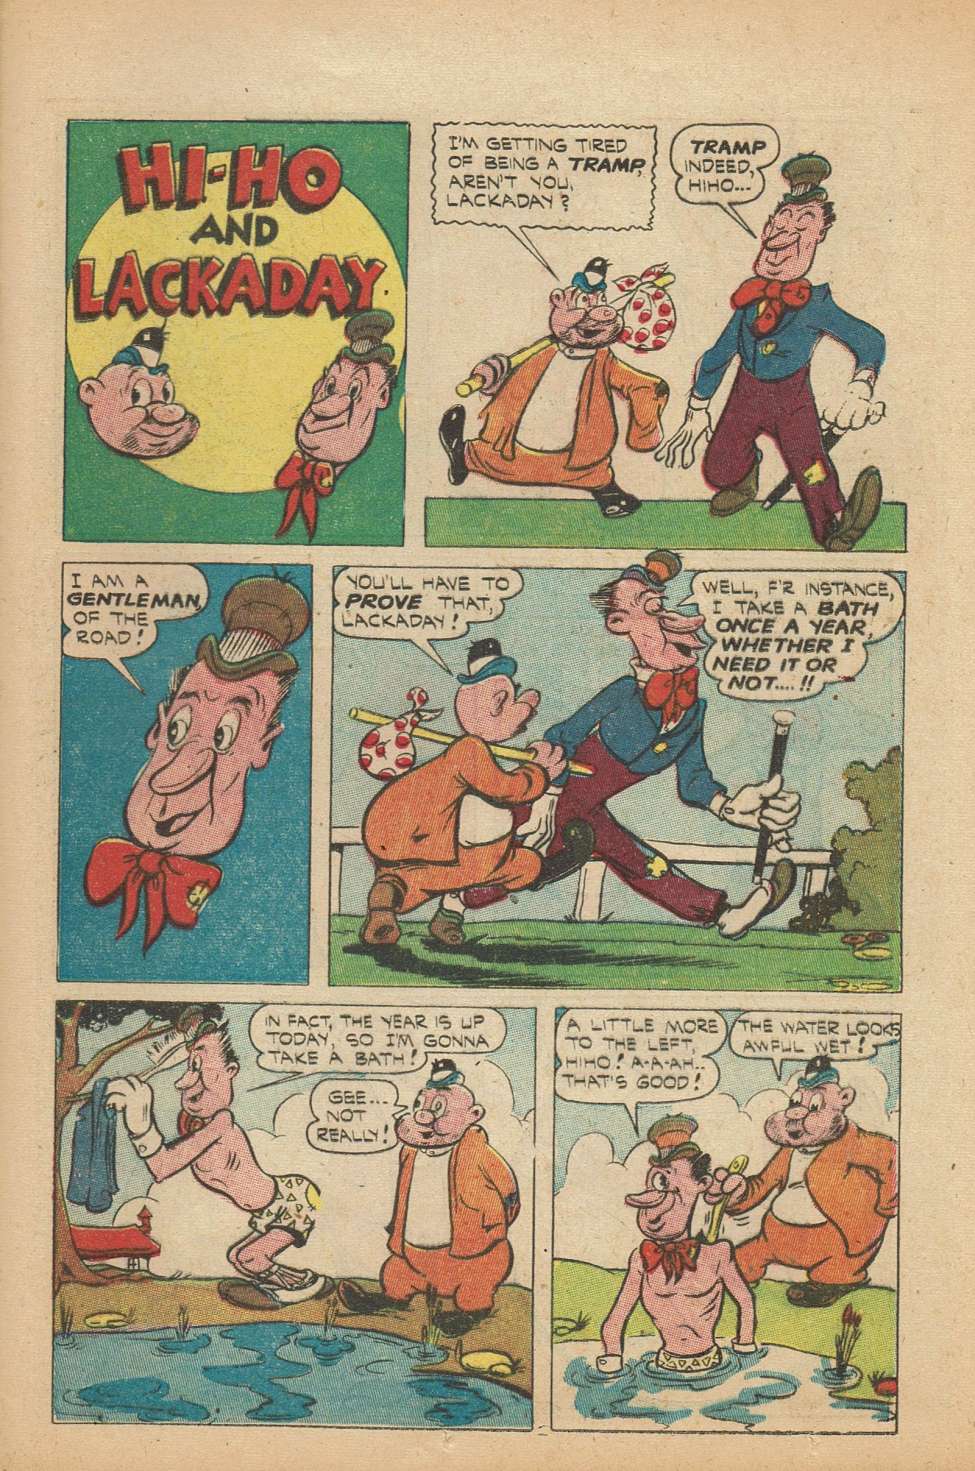 HI-HO
AND
LACKADAY
I'M GETTING TIRED
OF BEING A TRAMP,
AREN'T YOU,
LACKADAY?
TRAMP
INDEED,
HIHO...
I AM A
GENTLEMAN,
OF THE
ROAD!
YOU'LL HAVE TO
PROVE THAT,
LACKADAY!
WELL, F'R INSTANCE,
I TAKE A BATH
ONCE A YEAR,
WHETHER I
NEED IT OR
NOT....!!
IN FACT, THE YEAR IS UP
TODAY, SO I'M GONNA
TAKE A BATH!
GEE...
NOT
REALLY!
A LITTLE MORE
TO THE LEFT,
HIHO! A-A-AH..
THAT'S GOOD!
THE WATER LOOKS
AWFUL WET!